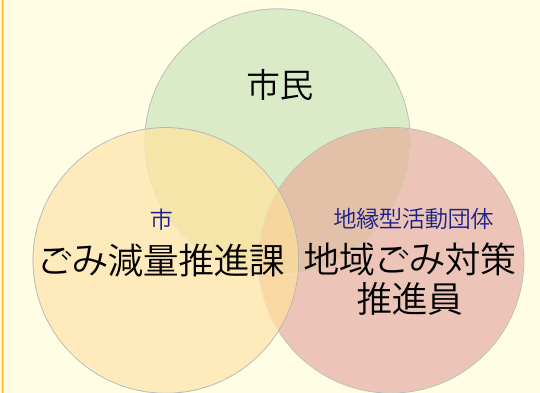 市民
市
ごみ減量推進課
地縁型活動団体
地域ごみ対策
推進員